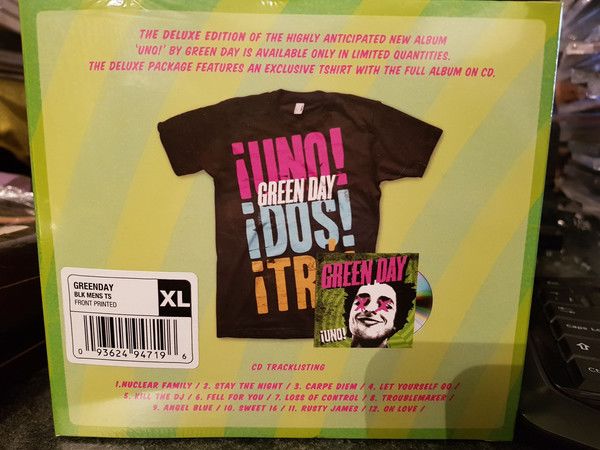 THE DELUXE EDITION OF THE HIGHLY ANTICIPATED NEW ALBUM
'UNO!' BY GREEN DAY IS AVAILABLE ONLY IN LIMITED QUANTITIES.
THE DELUXE PACKAGE FEATURES AN EXCLUSIVE TSHIRT WITH THE FULL ALBUM ON CD.
¡UNO!
GREEN DAY
¡DOS!
¡TR
GREEN DAY
¡UNO!
GREENDAY
BLK MENS TS
FRONT PRINTED
XL
0 93624 94719 6
CD TRACKLISTING
1.NUCLEAR FAMILY / 2. STAY THE NIGHT / 3. CARPE DIEM / 4. LET YOURSELF GO /
5. KILL THE DJ / 6. FELL FOR YOU / 7. LOSS OF CONTROL / 8. TROUBLEMAKER /
9. ANGEL BLUE / 10. SWEET 16 / 11. RUSTY JAMES / 12. OH LOVE /
Caps Lo